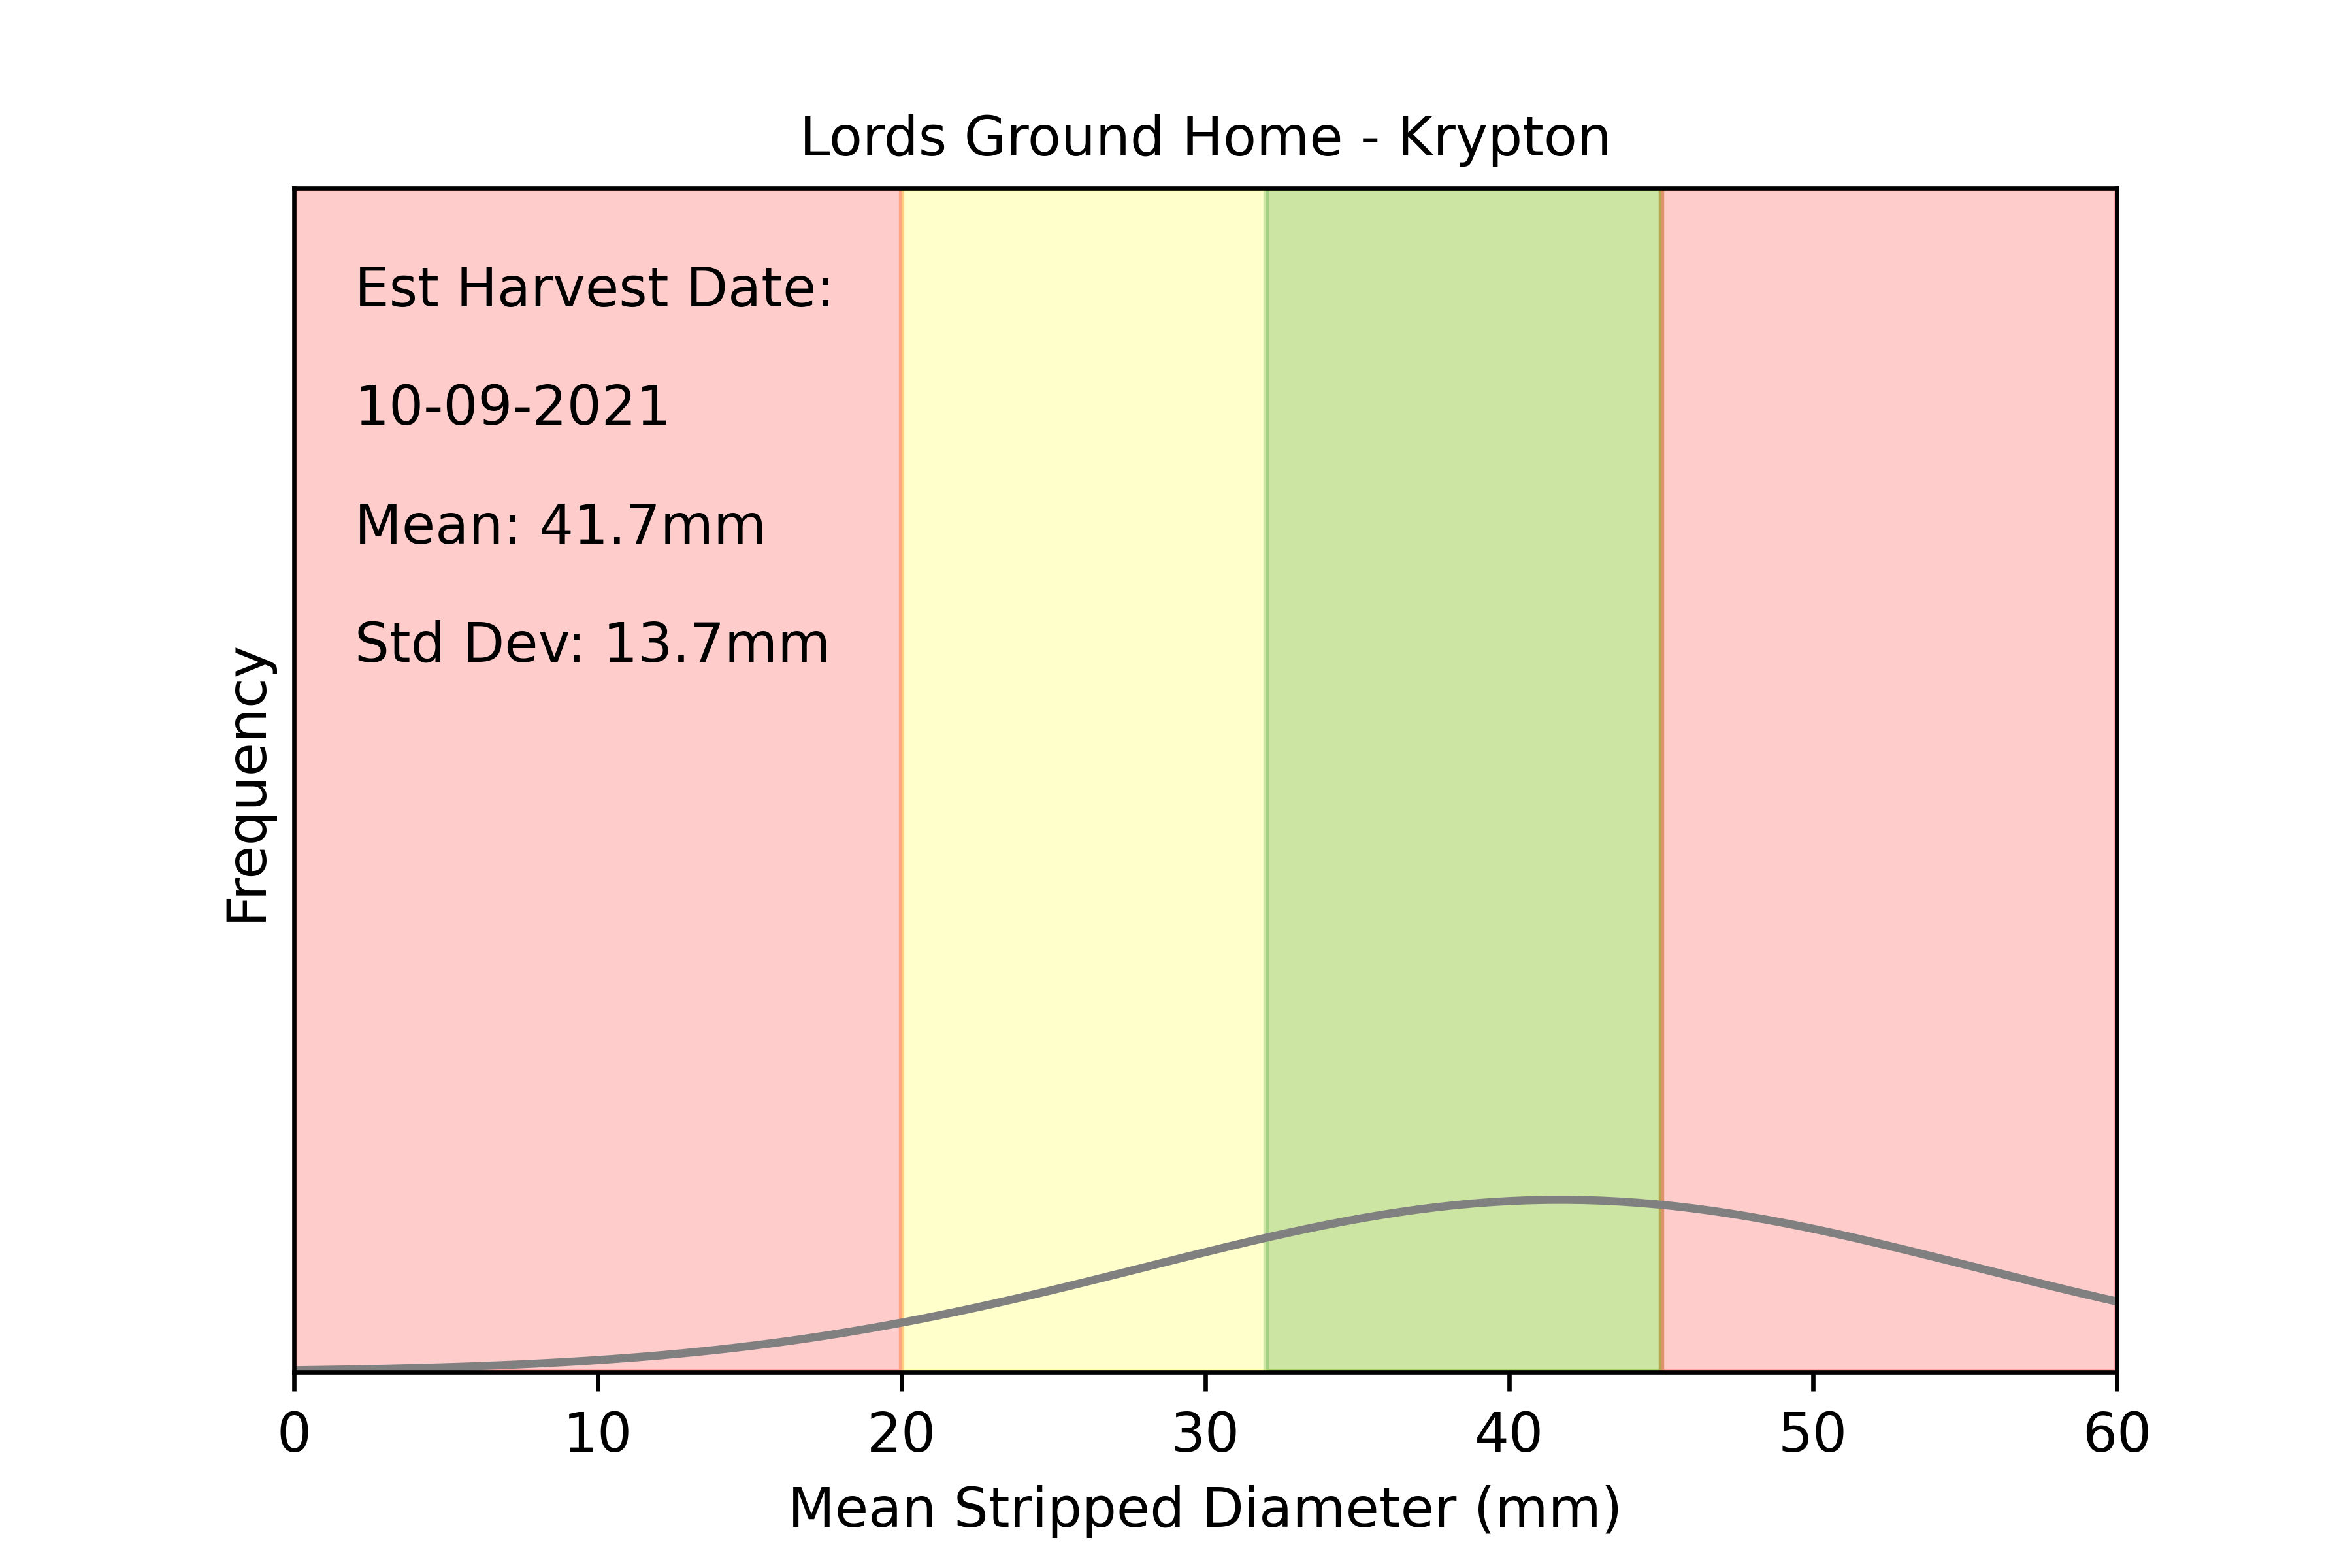 Lords Ground Home - Krypton
Est Harvest Date:
10-09-2021
Mean: 41.7mm
Std Dev: 13.7mm
Frequency
0 10 20 30 40 50 60
Mean Stripped Diameter (mm)